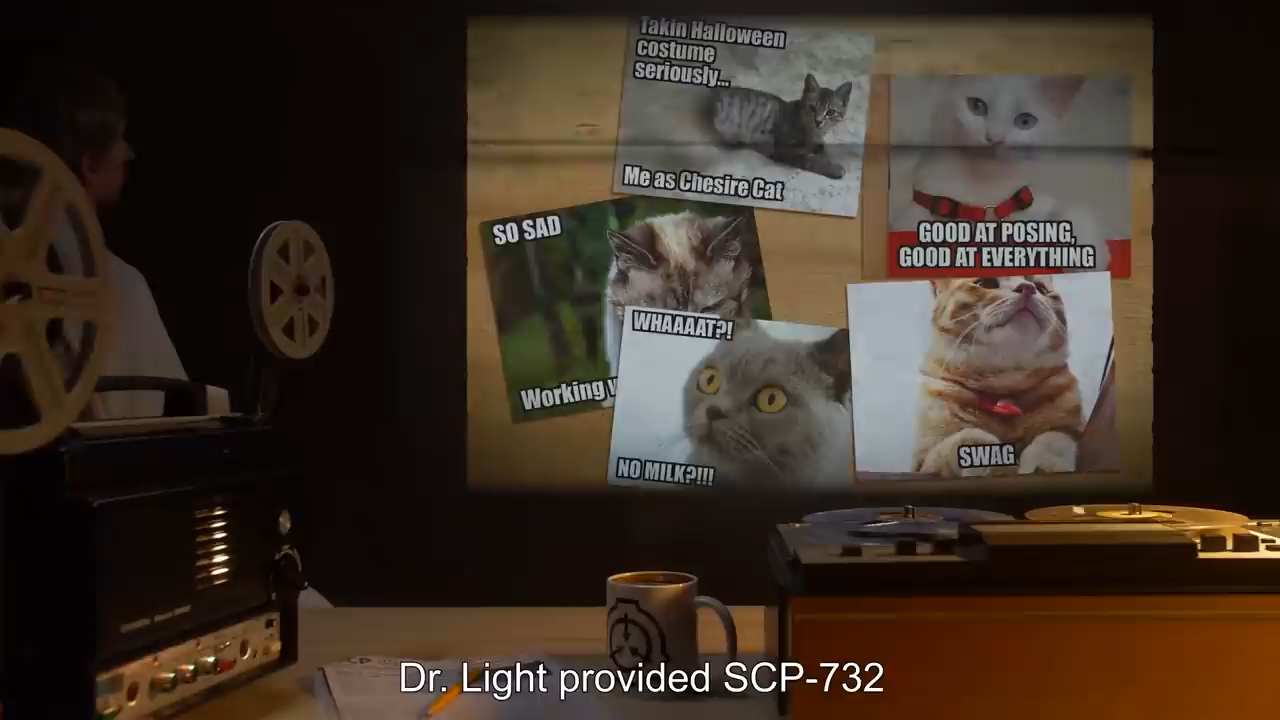 Takin Halloween
costume
seriously...
Me as Chesire Cat
GOOD AT POSING,
GOOD AT EVERYTHING
SO SAD
Working
WHAAAAT?!
NO MILK?!!!
SWAG
Dr. Light provided SCP-732